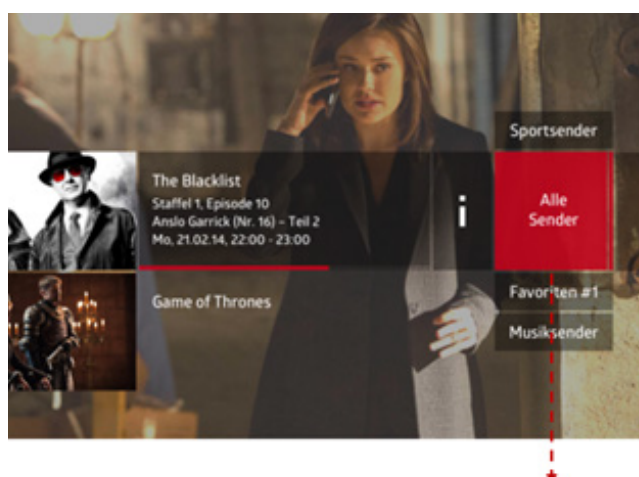 Sportsender
The Blacklist
Staffel 1, Episode 10
Anslo Garrick (Nr. 16) – Teil 2
Mo, 21.02.14, 22:00 - 23:00
i
Alle
Sender
Game of Thrones
Favoriten #1
Musiksender